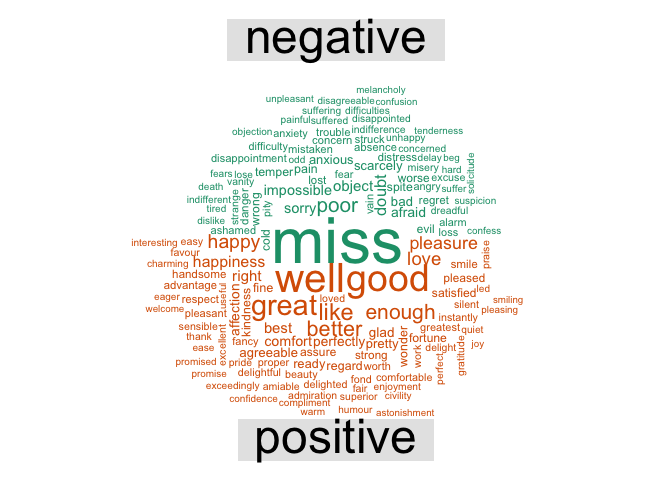 negative
melancholy
unpleasant disagreeable confusion
suffering difficulties
painful suffered disappointed
objection anxiety trouble indifference tenderness
concern struck unhappy
difficulty mistaken absence concerned
disappointment odd anxious scarcely distress delay beg
fears lose temper pain fear misery hard
death vanity lost worse excuse
impossible object spite angry suffer solicitude
indifferent strange danger wrong pity sorry poor vain doubt bad regret suspicion
tired afraid dreadful
dislike alarm
ashamed cold evil loss confess
miss
interesting easy happy pleasure praise
favour love
charming happiness smile
handsome right well good pleased
advantage useful fine satisfied led
eager respect affection kindness great loved like enough silent smiling
welcome pleasant instantly pleasing
sensible best better glad wonder greatest quiet
thank excellent fancy comfort perfectly pretty work fortune
ease agreeable assure strong delight joy
promised pride proper ready regard worth perfect gratitude
promise delightful beauty fond comfortable
exceedingly amiable delighted fair enjoyment
confidence admiration superior civility
compliment
warm humour astonishment
positive